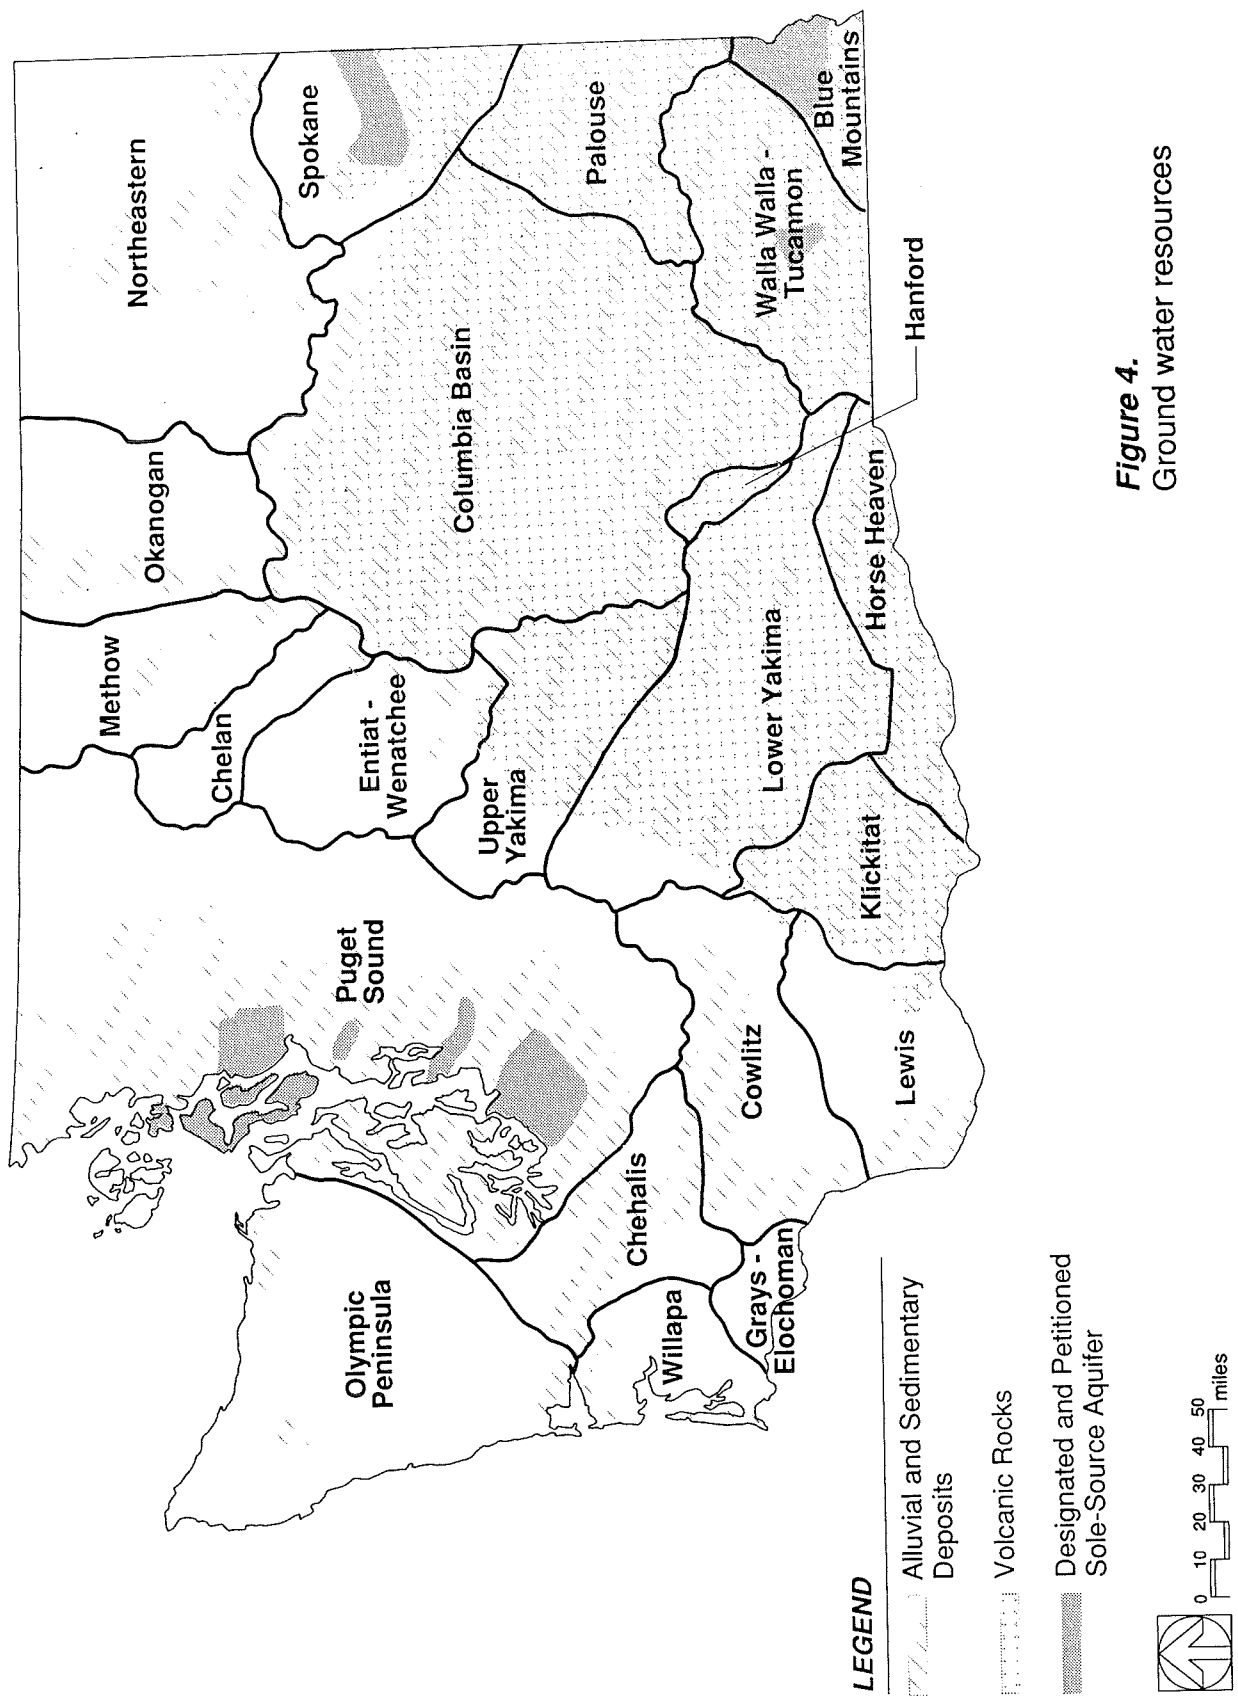 Northeastern
Okanogan
Methow
Chelan
Spokane
Puget
Sound
Entiat -
Wenatchee
Columbia Basin
Upper
Yakima
Palouse
Olympic
Peninsula
Chehalis
Willapa
Cowlitz
Grays -
Elochoman
Lewis
Klickitat
Lower Yakima
Horse Heaven
Walla Walla -
Tucannon
Blue
Mountains
Hanford
LEGEND
Alluvial and Sedimentary
Deposits
Volcanic Rocks
Designated and Petitioned
Sole-Source Aquifer
0 10 20 30 40 50
miles
Figure 4.
Ground water resources